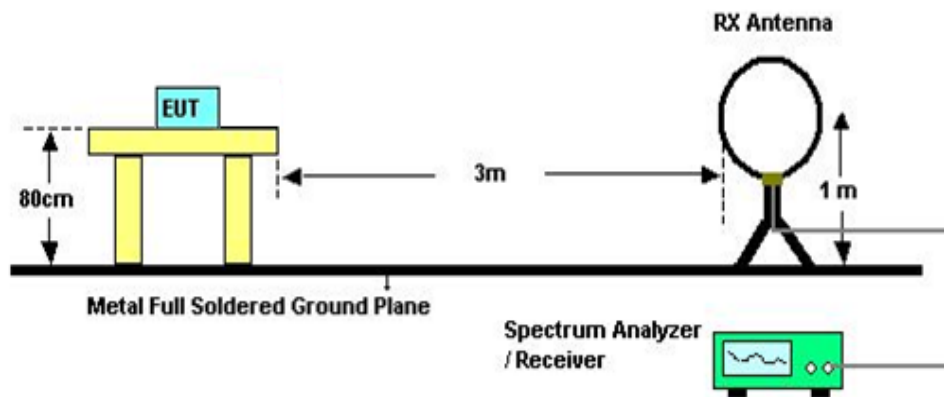 RX Antenna
EUT
80cm
3m
1 m
Metal Full Soldered Ground Plane
Spectrum Analyzer
/ Receiver